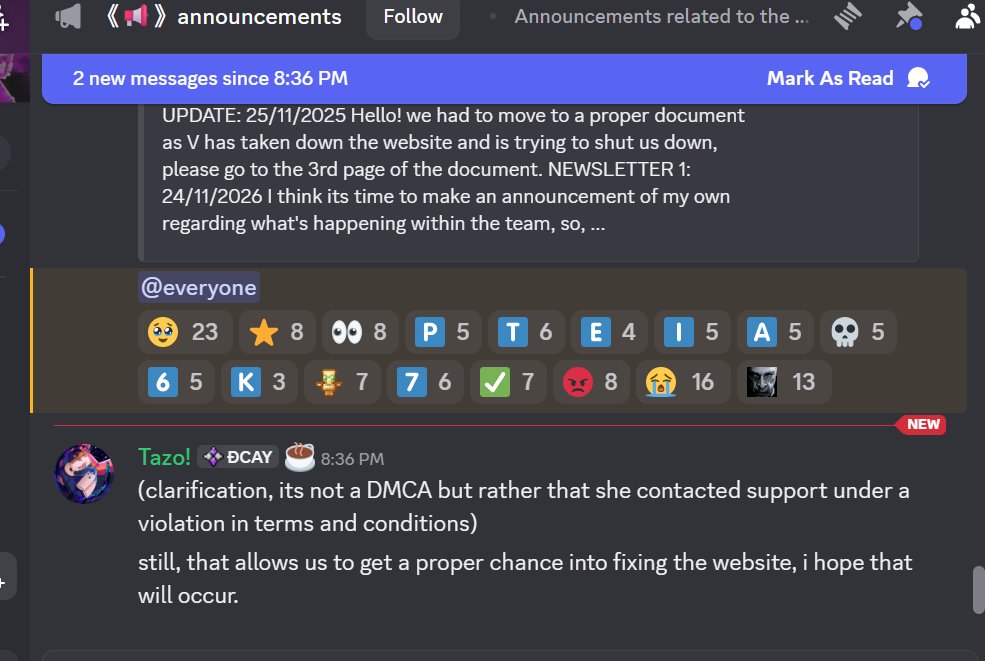 《📢》announcements
Follow
Announcements related to the ...
2 new messages since 8:36 PM
Mark As Read
UPDATE: 25/11/2025 Hello! we had to move to a proper document
as V has taken down the website and is trying to shut us down,
please go to the 3rd page of the document. NEWSLETTER 1:
24/11/2026 I think its time to make an announcement of my own
regarding what's happening within the team, so, ...
@everyone
🥹 23 ⭐ 8 👀 8 P 5 T 6 E 4 I 5 A 5 💀 5
6 5 K 3 7 7 6 ✅ 7 😡 8 😭 16 13
NEW
Tazo! ĐCAY ☕ 8:36 PM
(clarification, its not a DMCA but rather that she contacted support under a
violation in terms and conditions)
still, that allows us to get a proper chance into fixing the website, i hope that
will occur.